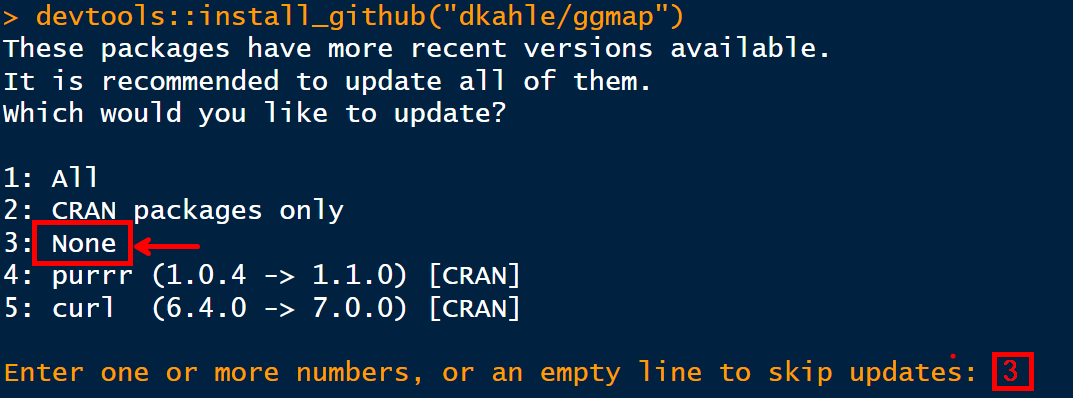 > devtools::install_github("dkahle/ggmap")
These packages have more recent versions available.
It is recommended to update all of them.
Which would you like to update?
1: All
2: CRAN packages only
3: None
4: purrr (1.0.4 -> 1.1.0) [CRAN]
5: curl  (6.4.0 -> 7.0.0) [CRAN]
Enter one or more numbers, or an empty line to skip updates: 3